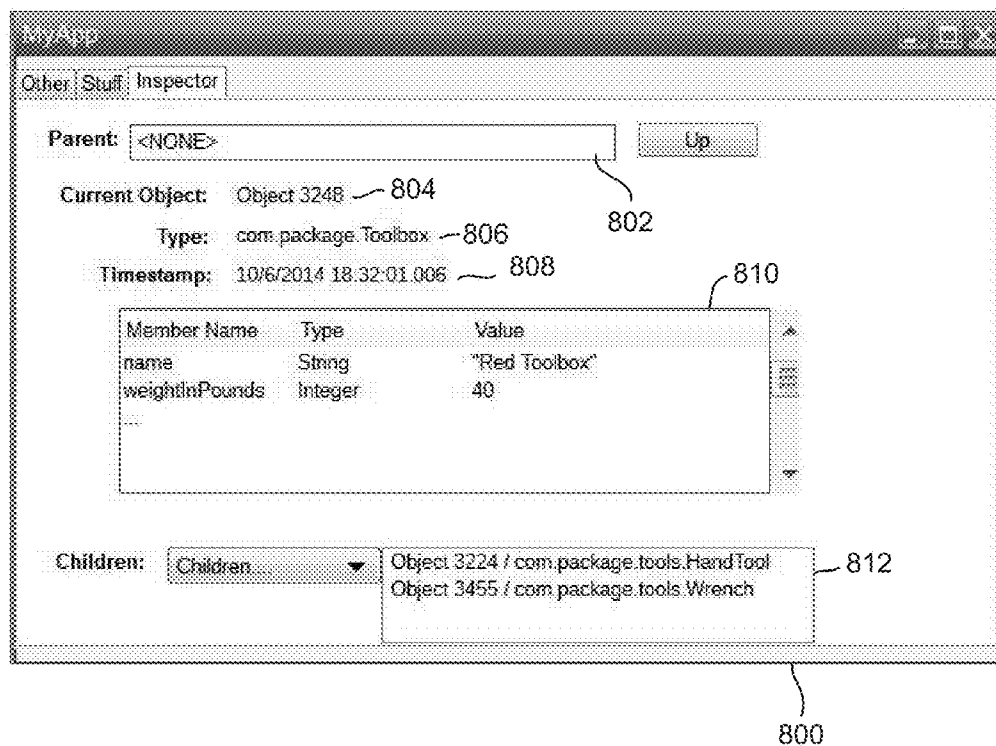 MyApp
Other Stuff Inspector
Parent: <NONE> Up
802
Current Object: Object 3248 804
Type: com.package.Toolbox 806
Timestamp: 10/6/2014 18.32:01.006 808
810
Member Name Type Value
name String "Red Toolbox"
weightInPounds Integer 40
...
Children: Children.... Object 3224 / com.package.tools.HandTool 812
Object 3455 / com.package.tools.Wrench
800